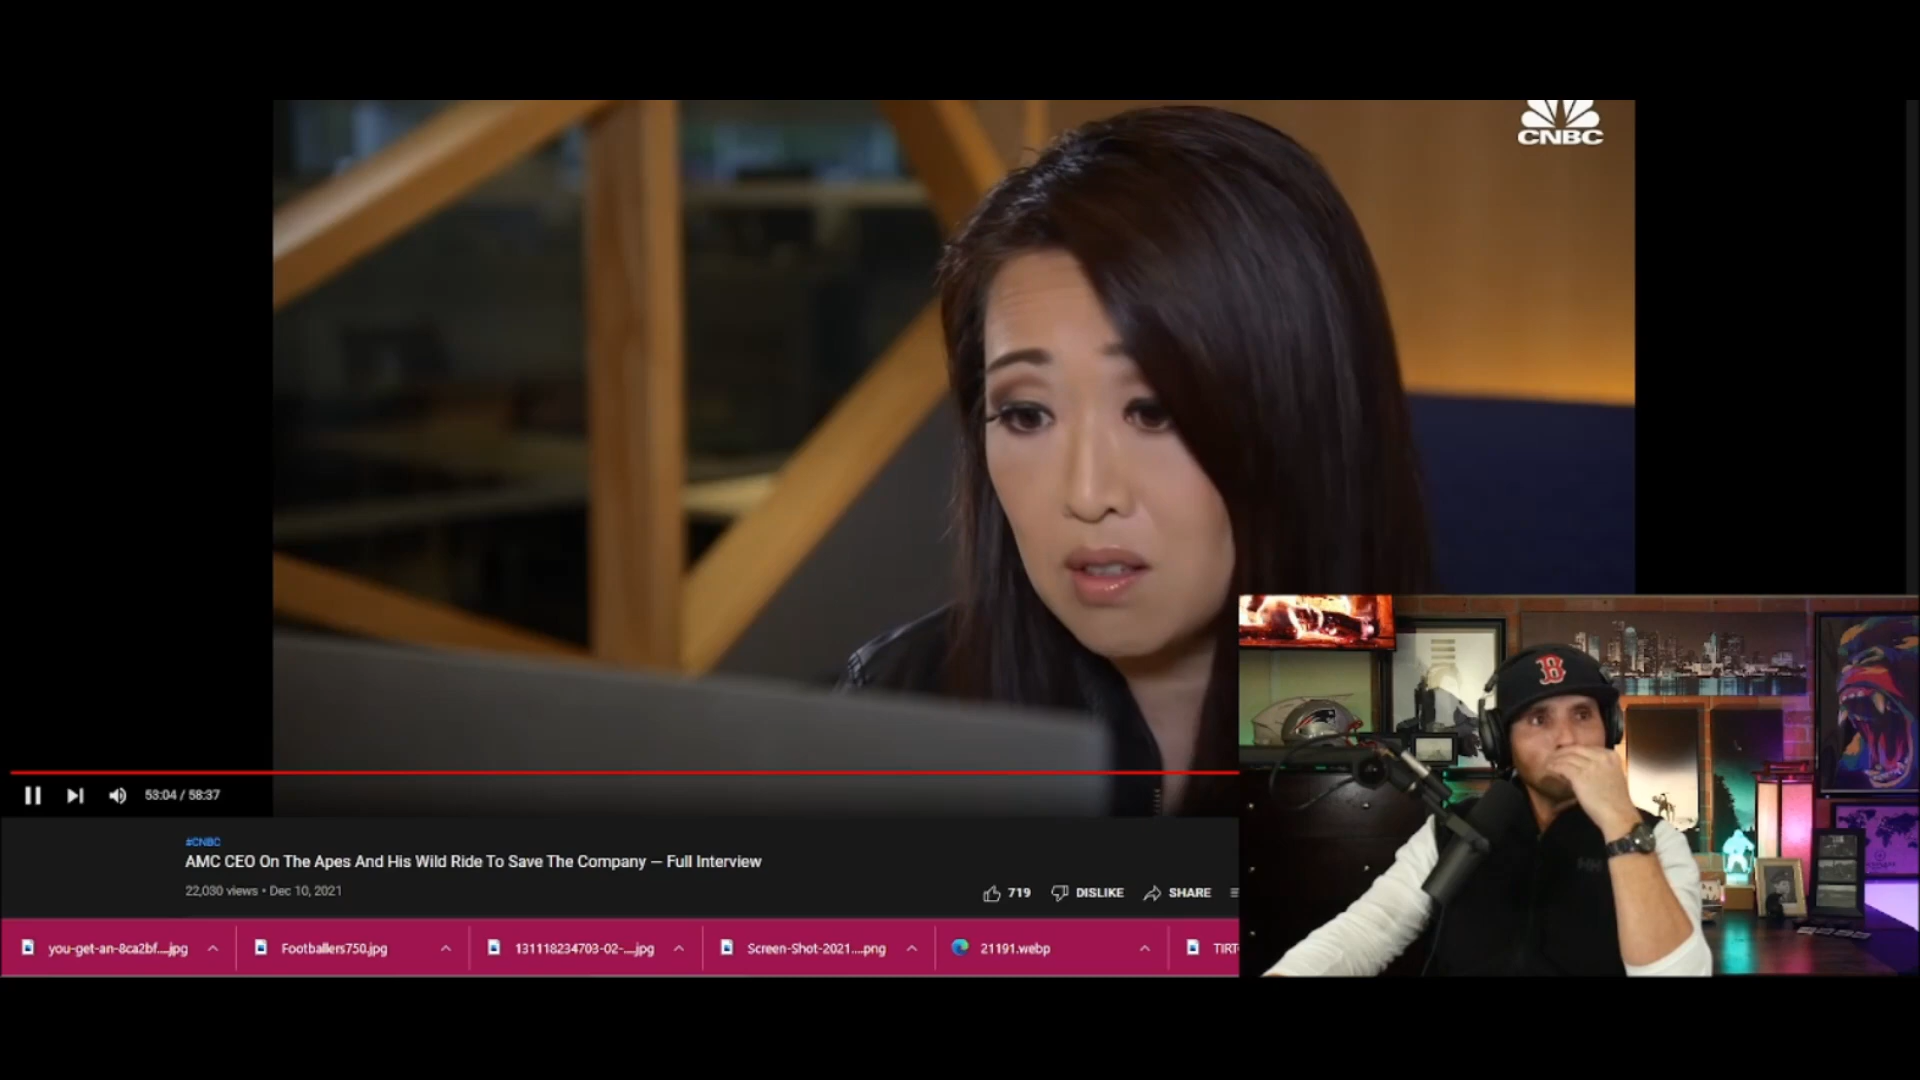 CNBC
B
53:04 / 58:37
#CNBC
AMC CEO On The Apes And His Wild Ride To Save The Company — Full Interview
22,030 views • Dec 10, 2021
719 DISLIKE SHARE
you-get-an-8ca2bf....jpg
Footballers750.jpg
131118234703-02-....jpg
Screen-Shot-2021....png
21191.webp
TIRT